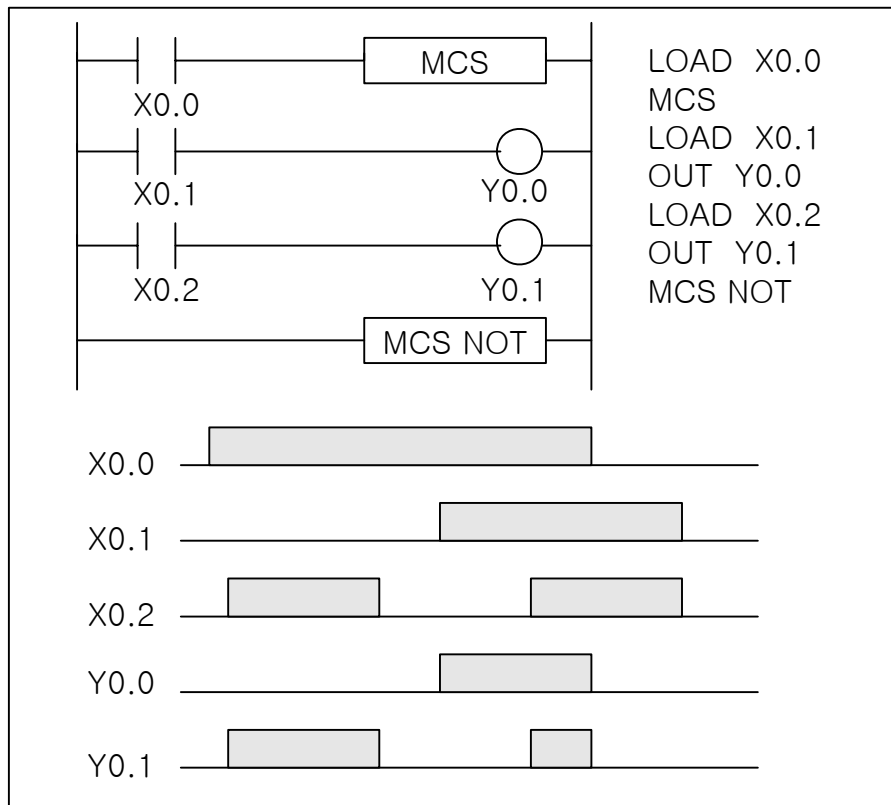 MCS
X0.0
X0.1
Y0.0
X0.2
Y0.1
MCS NOT
LOAD X0.0
MCS
LOAD X0.1
OUT Y0.0
LOAD X0.2
OUT Y0.1
MCS NOT
X0.0
X0.1
X0.2
Y0.0
Y0.1